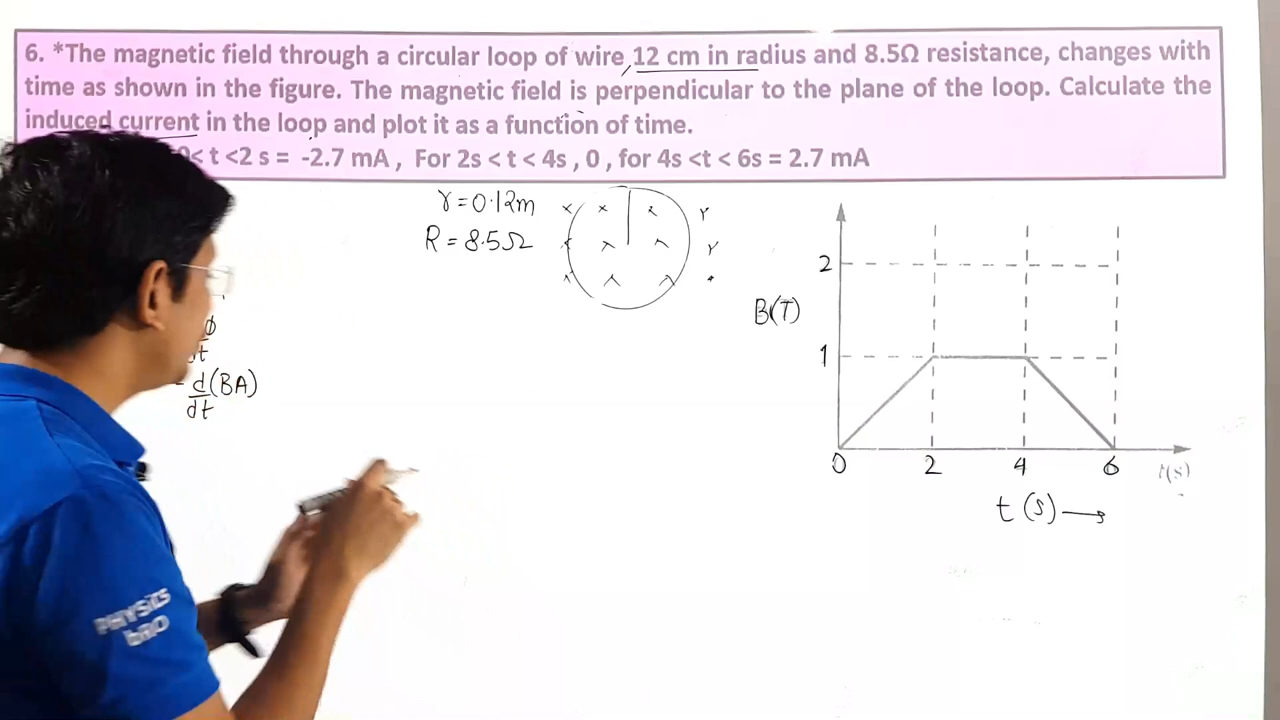 6. *The magnetic field through a circular loop of wire 12 cm in radius and 8.5Ω resistance, changes with
time as shown in the figure. The magnetic field is perpendicular to the plane of the loop. Calculate the
induced current in the loop and plot it as a function of time.
< t <2 s = -2.7 mA , For 2s < t < 4s , 0 , for 4s <t < 6s = 2.7 mA
r = 0.12m
R = 8.5Ω
2
B(T)
1
0 2 4 6 t(s)
t (s) →
ϕ
t
- d/dt (BA)
PHYSICS
bRO